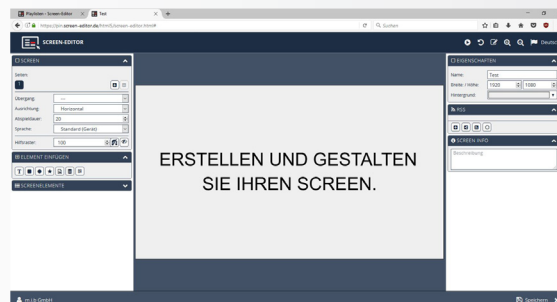 Playlisten - Screen-Editor
Test
https://pin.screen-editor.de/html5/screen-editor.html#
Suchen
SCREEN-EDITOR
Deutsch
SCREEN
Seiten:
1
Übergang: ---
Ausrichtung: Horizontal
Abspieldauer: 20
Sprache: Standard (Gerät)
Hilfsraster: 100
ELEMENT EINFÜGEN
T
SCREENELEMENTE
ERSTELLEN UND GESTALTEN
SIE IHREN SCREEN.
EIGENSCHAFTEN
Name: Test
Breite / Höhe: 1920 1080
Hintergrund:
RSS
SCREEN INFO
Beschreibung
GmbH
Speichern